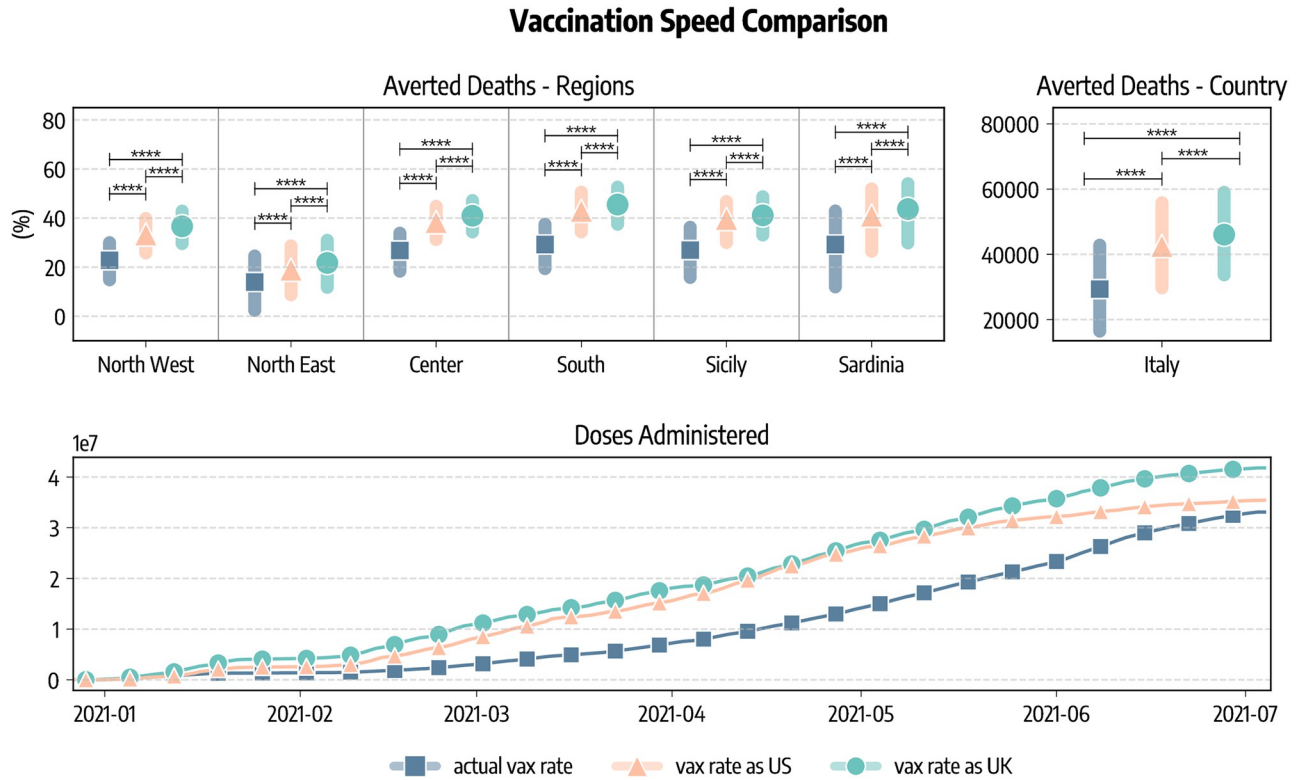 Vaccination Speed Comparison
Averted Deaths - Regions
Averted Deaths - Country
80
60
40
20
0
(%)
**** **** ****
**** **** ****
**** **** ****
**** **** ****
**** **** ****
**** **** ****
North West North East Center South Sicily Sardinia
80000
60000
40000
20000
****
****
****
Italy
Doses Administered
1e7
4
3
2
1
0
2021-01 2021-02 2021-03 2021-04 2021-05 2021-06 2021-07
actual vax rate vax rate as US vax rate as UK